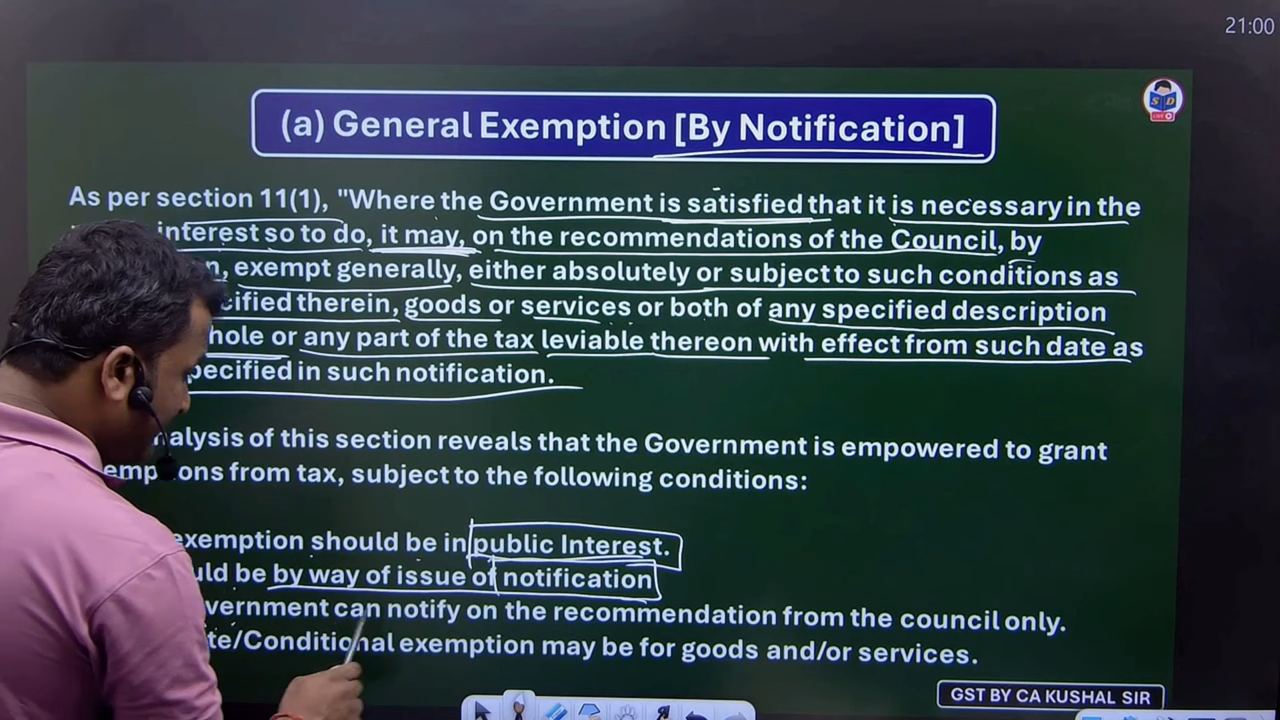 21:00
(a) General Exemption [By Notification]
As per section 11(1), "Where the Government is satisfied that it is necessary in the
interest so to do, it may, on the recommendations of the Council, by
exempt generally, either absolutely or subject to such conditions as
therein, goods or services or both of any specified description
or any part of the tax leviable thereon with effect from such date as
in such notification.
of this section reveals that the Government is empowered to grant
from tax, subject to the following conditions:
exemption should be in public Interest.
be by way of issue of notification
can notify on the recommendation from the council only.
exemption may be for goods and/or services.
SD
LIVE
GST BY CA KUSHAL SIR